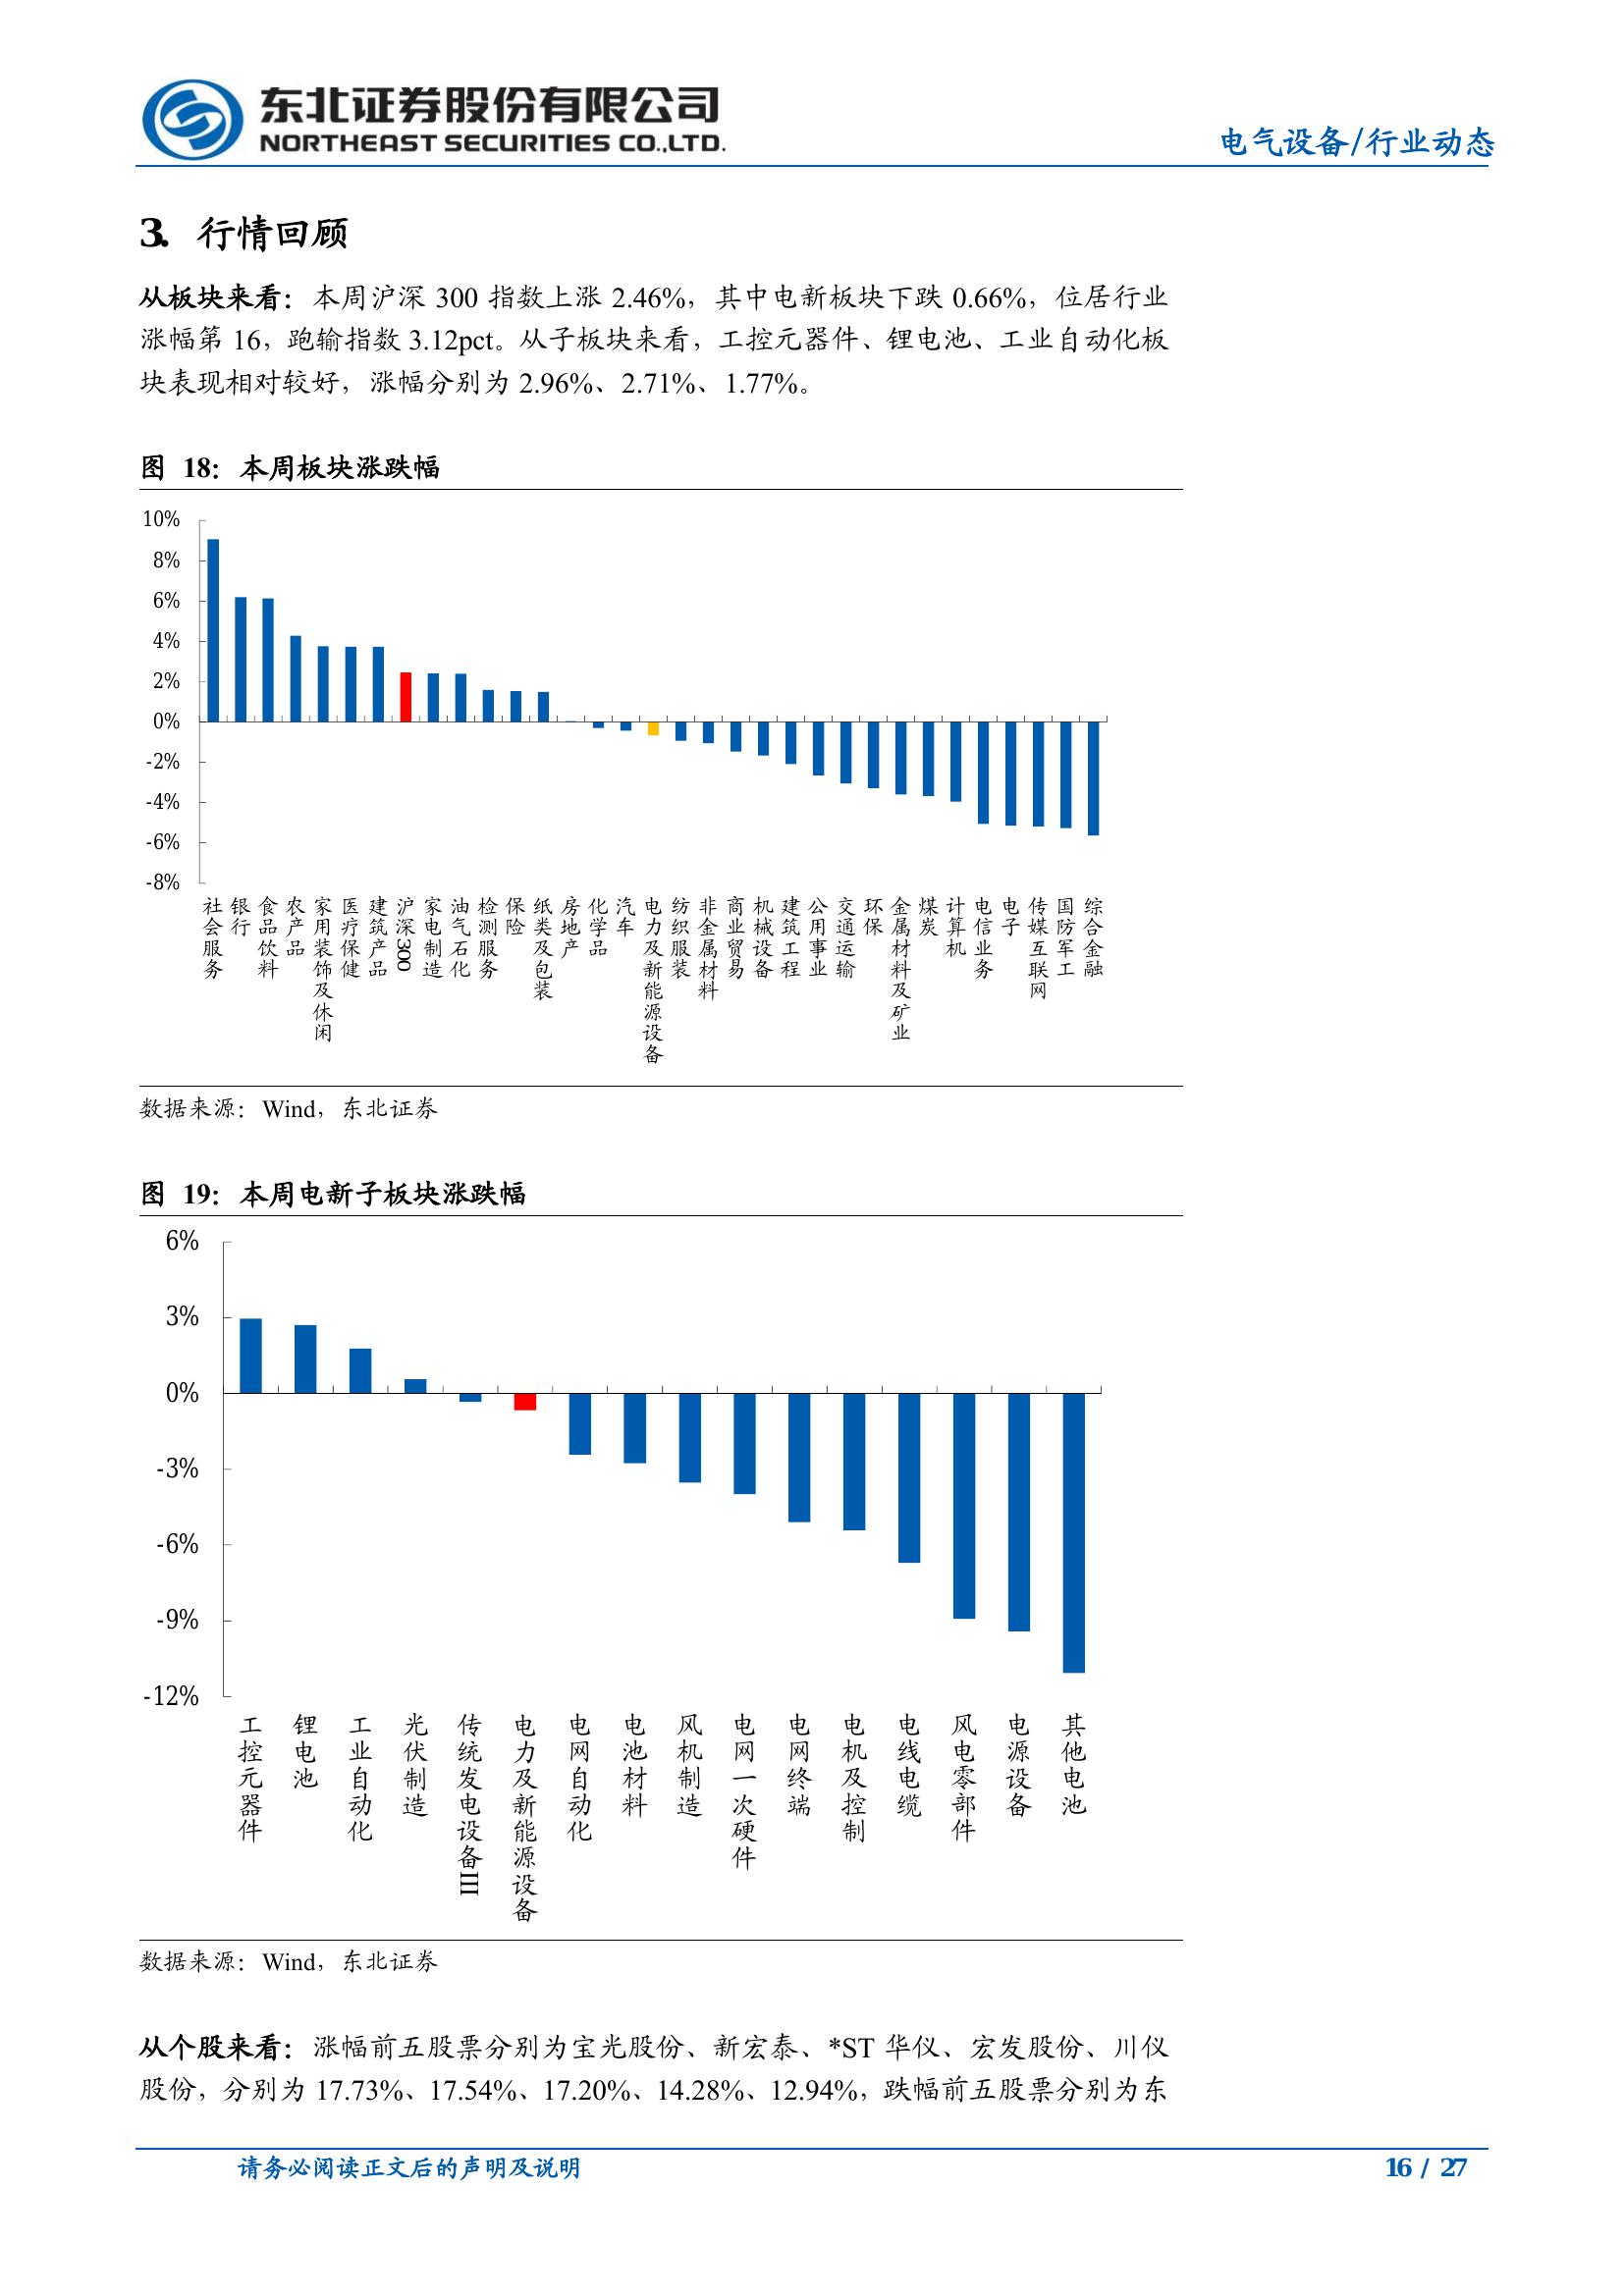 东北证券股份有限公司
NORTHEAST SECURITIES CO.,LTD.
电气设备/行业动态
3. 行情回顾
从板块来看：本周沪深 300 指数上涨 2.46%，其中电新板块下跌 0.66%，位居行业
涨幅第 16，跑输指数 3.12pct。从子板块来看，工控元器件、锂电池、工业自动化板
块表现相对较好，涨幅分别为 2.96%、2.71%、1.77%。
图 18：本周板块涨跌幅
10%
8%
6%
4%
2%
0%
-2%
-4%
-6%
-8%
社会服务
银行
食品饮料
农产品
家用装饰及休闲
医疗保健
建筑产品
沪深300
家电制造
油气石化
检测服务
保险
纸类及包装
房地产
化学品
汽车
电力及新能源设备
纺织服装
非金属材料
商业贸易
机械设备
建筑工程
公用事业
交通运输
环保
金属材料及矿业
煤炭
计算机
电信业务
电子
传媒互联网
国防军工
综合金融
数据来源：Wind，东北证券
图 19：本周电新子板块涨跌幅
6%
3%
0%
-3%
-6%
-9%
-12%
工控元器件
锂电池
工业自动化
光伏制造
传统发电设备III
电力及新能源设备
电网自动化
电池材料
风机制造
电网一次硬件
电网终端
电机及控制
电线电缆
风电零部件
电源设备
其他电池
数据来源：Wind，东北证券
从个股来看：涨幅前五股票分别为宝光股份、新宏泰、*ST 华仪、宏发股份、川仪
股份，分别为 17.73%、17.54%、17.20%、14.28%、12.94%，跌幅前五股票分别为东
请务必阅读正文后的声明及说明
16 / 27